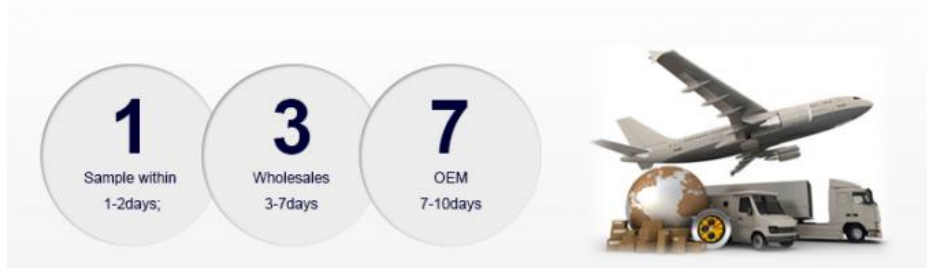 1
Sample within
1-2days;
3
Wholesales
3-7days
7
OEM
7-10days